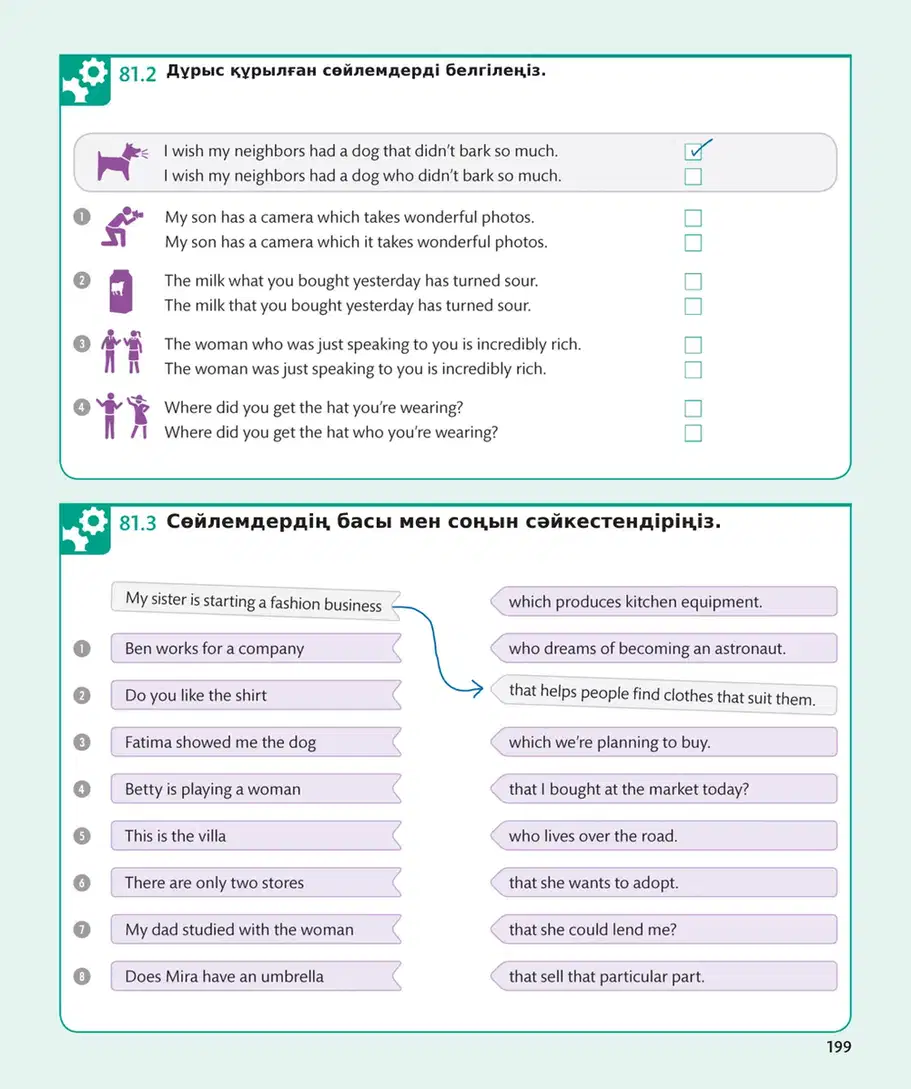 81.2 Дұрыс құрылған сөйлемдерді белгілеңіз.
I wish my neighbors had a dog that didn't bark so much.
I wish my neighbors had a dog who didn't bark so much.
1 My son has a camera which takes wonderful photos.
My son has a camera which it takes wonderful photos.
2 The milk what you bought yesterday has turned sour.
The milk that you bought yesterday has turned sour.
3 The woman who was just speaking to you is incredibly rich.
The woman was just speaking to you is incredibly rich.
4 Where did you get the hat you're wearing?
Where did you get the hat who you're wearing?
81.3 Сөйлемдердің басы мен соңын сәйкестендіріңіз.
My sister is starting a fashion business
which produces kitchen equipment.
1 Ben works for a company
who dreams of becoming an astronaut.
2 Do you like the shirt
that helps people find clothes that suit them.
3 Fatima showed me the dog
which we're planning to buy.
4 Betty is playing a woman
that I bought at the market today?
5 This is the villa
who lives over the road.
6 There are only two stores
that she wants to adopt.
7 My dad studied with the woman
that she could lend me?
8 Does Mira have an umbrella
that sell that particular part.
199